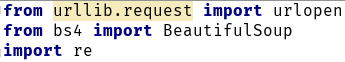 from urllib.request import urlopen
from bs4 import BeautifulSoup
import re